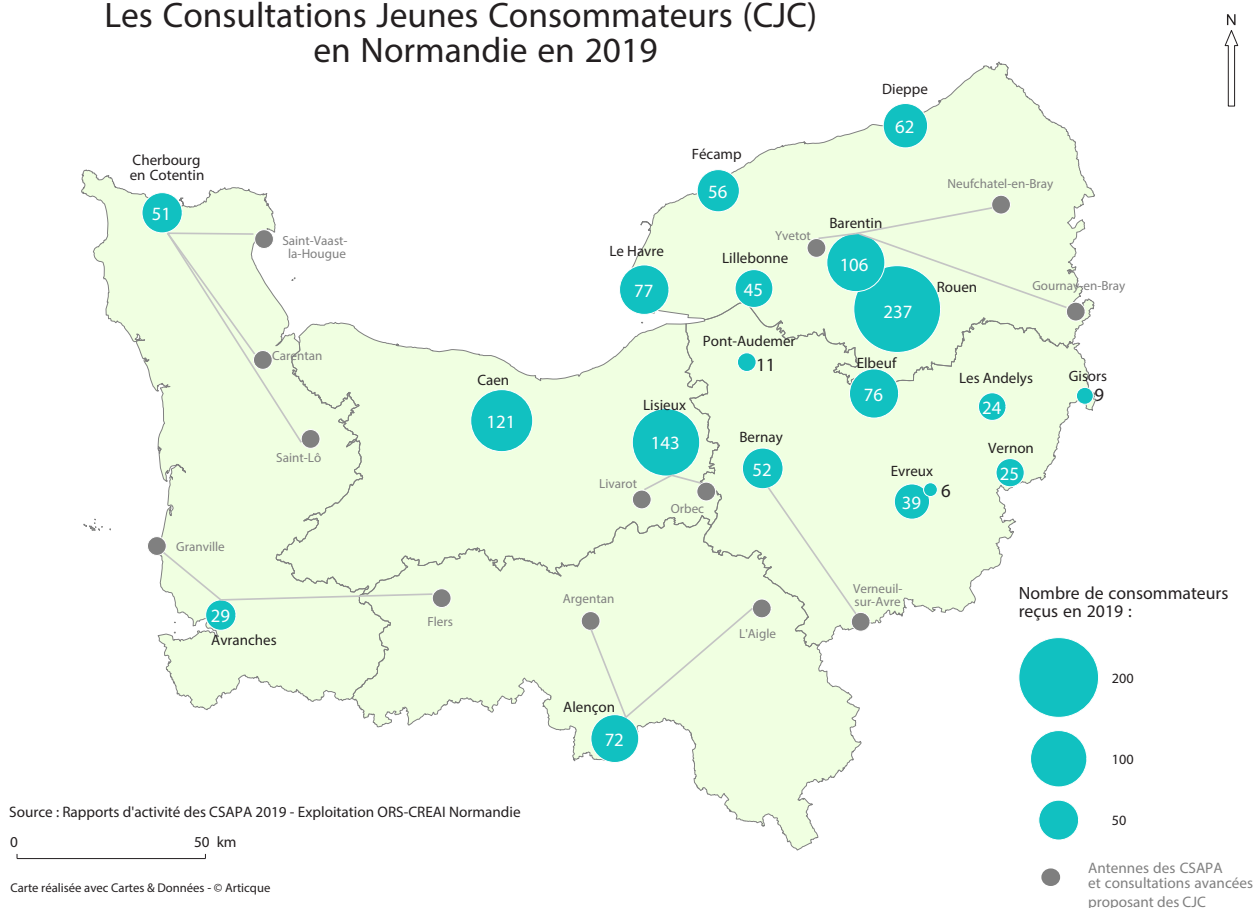 Les Consultations Jeunes Consommateurs (CJC)
en Normandie en 2019
N
Dieppe
62
Fécamp
56
Cherbourg
en Cotentin
51
Neufchatel-en-Bray
Saint-Vaast-
la-Hougue
Yvetot
Barentin
106
Le Havre
77
Lillebonne
45
Rouen
237
Gournay-en-Bray
Pont-Audemer
11
Carentan
Elbeuf
76
Les Andelys
24
Gisors
9
Caen
121
Lisieux
143
Bernay
52
Saint-Lô
Vernon
25
Evreux
39
6
Livarot
Orbec
Granville
Verneuil-
sur-Avre
Argentan
Flers
L'Aigle
29
Avranches
Alençon
72
Nombre de consommateurs
reçus en 2019 :
200
100
50
Antennes des CSAPA
et consultations avancées
proposant des CJC
Source : Rapports d'activité des CSAPA 2019 - Exploitation ORS-CREAI Normandie
0 50 km
Carte réalisée avec Cartes & Données - © Articque